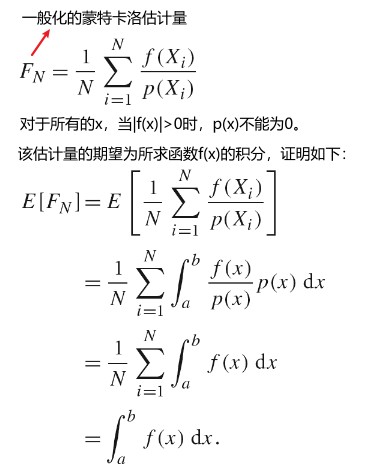 一般化的蒙特卡洛估计量
F_N = \frac{1}{N} \sum_{i=1}^{N} \frac{f(X_i)}{p(X_i)}
对于所有的x，当|f(x)|>0时，p(x)不能为0。
该估计量的期望为所求函数f(x)的积分，证明如下：
E[F_N] = E \left[ \frac{1}{N} \sum_{i=1}^{N} \frac{f(X_i)}{p(X_i)} \right]
= \frac{1}{N} \sum_{i=1}^{N} \int_a^b \frac{f(x)}{p(x)} p(x) \, dx
= \frac{1}{N} \sum_{i=1}^{N} \int_a^b f(x) \, dx
= \int_a^b f(x) \, dx.